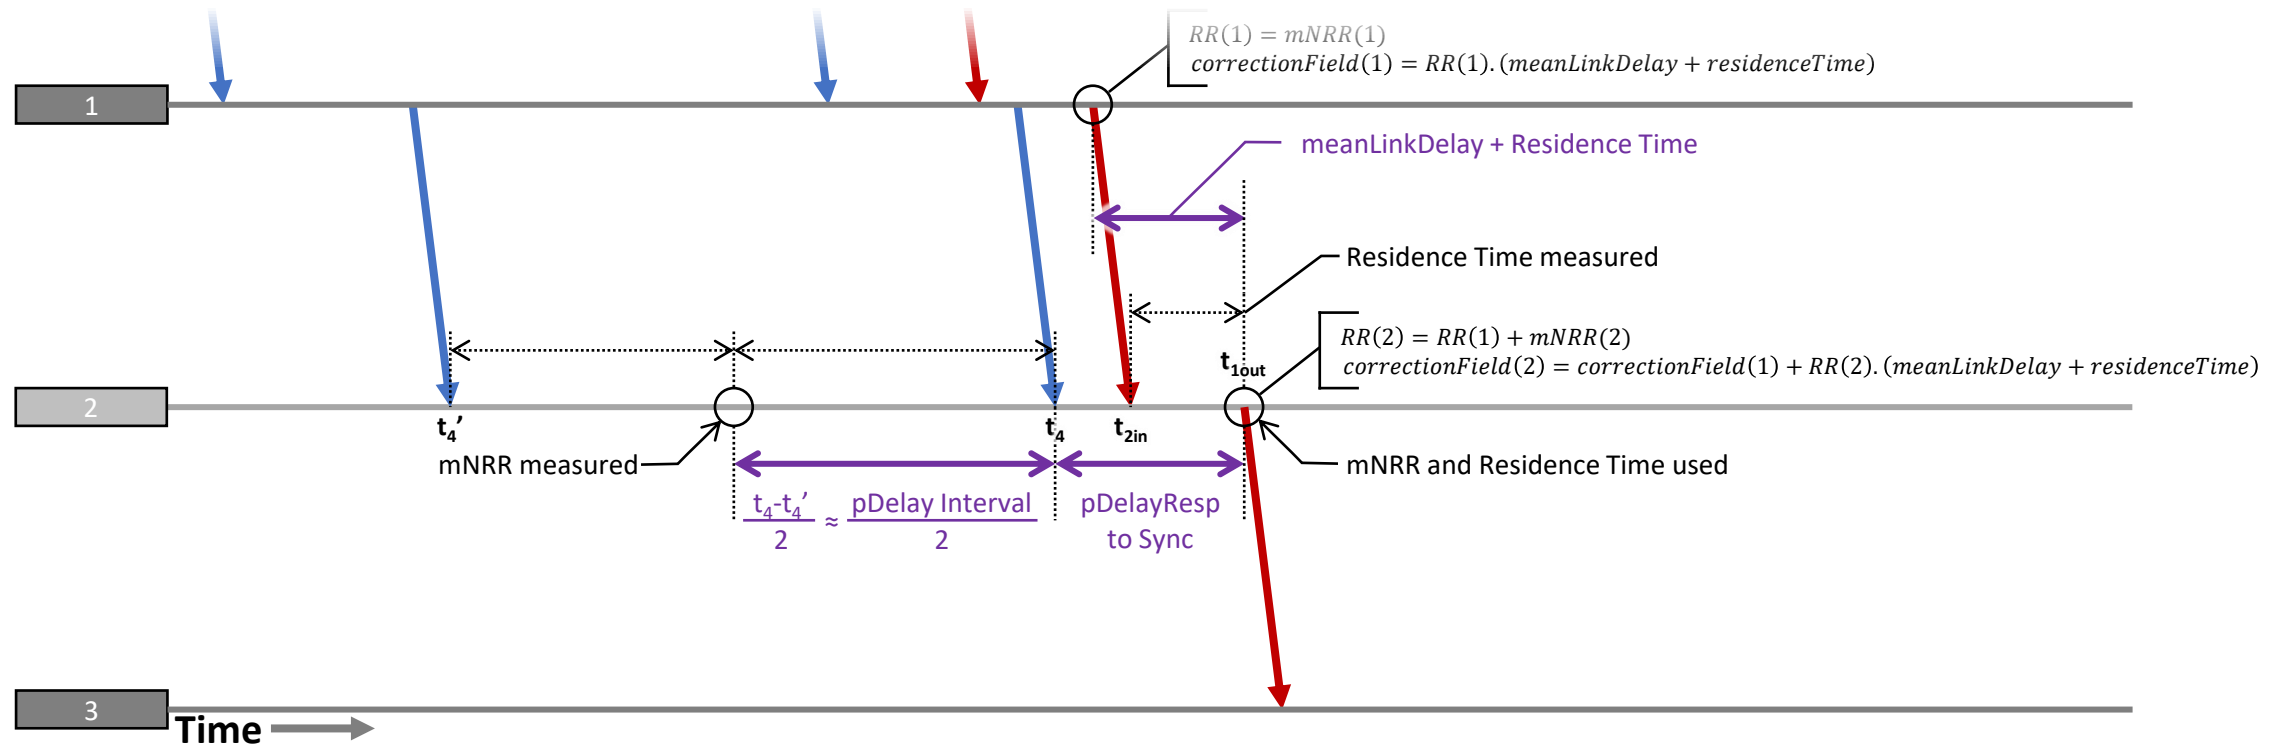 RR(1) = mNRR(1)
correctionField(1) = RR(1).(meanLinkDelay + residenceTime)
1
meanLinkDelay + Residence Time
Residence Time measured
RR(2) = RR(1) + mNRR(2)
correctionField(2) = correctionField(1) + RR(2).(meanLinkDelay + residenceTime)
t1out
2
t4’
t4
t2in
mNRR measured
mNRR and Residence Time used
t4-t4’
2
≈
pDelay Interval
2
pDelayResp
to Sync
3
Time